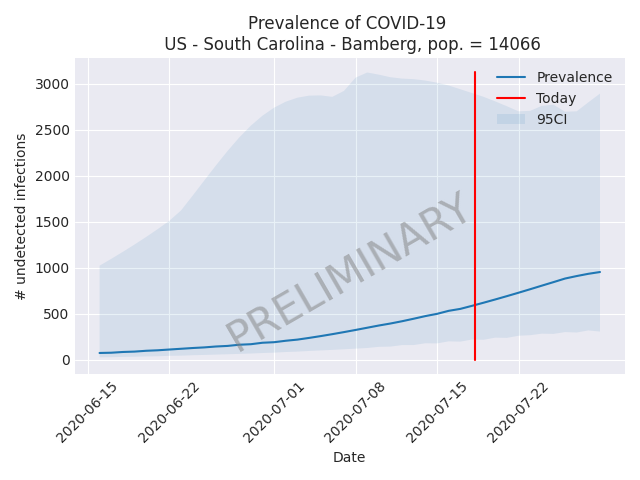 Prevalence of COVID-19
US - South Carolina - Bamberg, pop. = 14066
Prevalence
Today
95CI
PRELIMINARY
# undetected infections
3000
2500
2000
1500
1000
500
0
2020-06-15
2020-06-22
2020-07-01
2020-07-08
2020-07-15
2020-07-22
Date